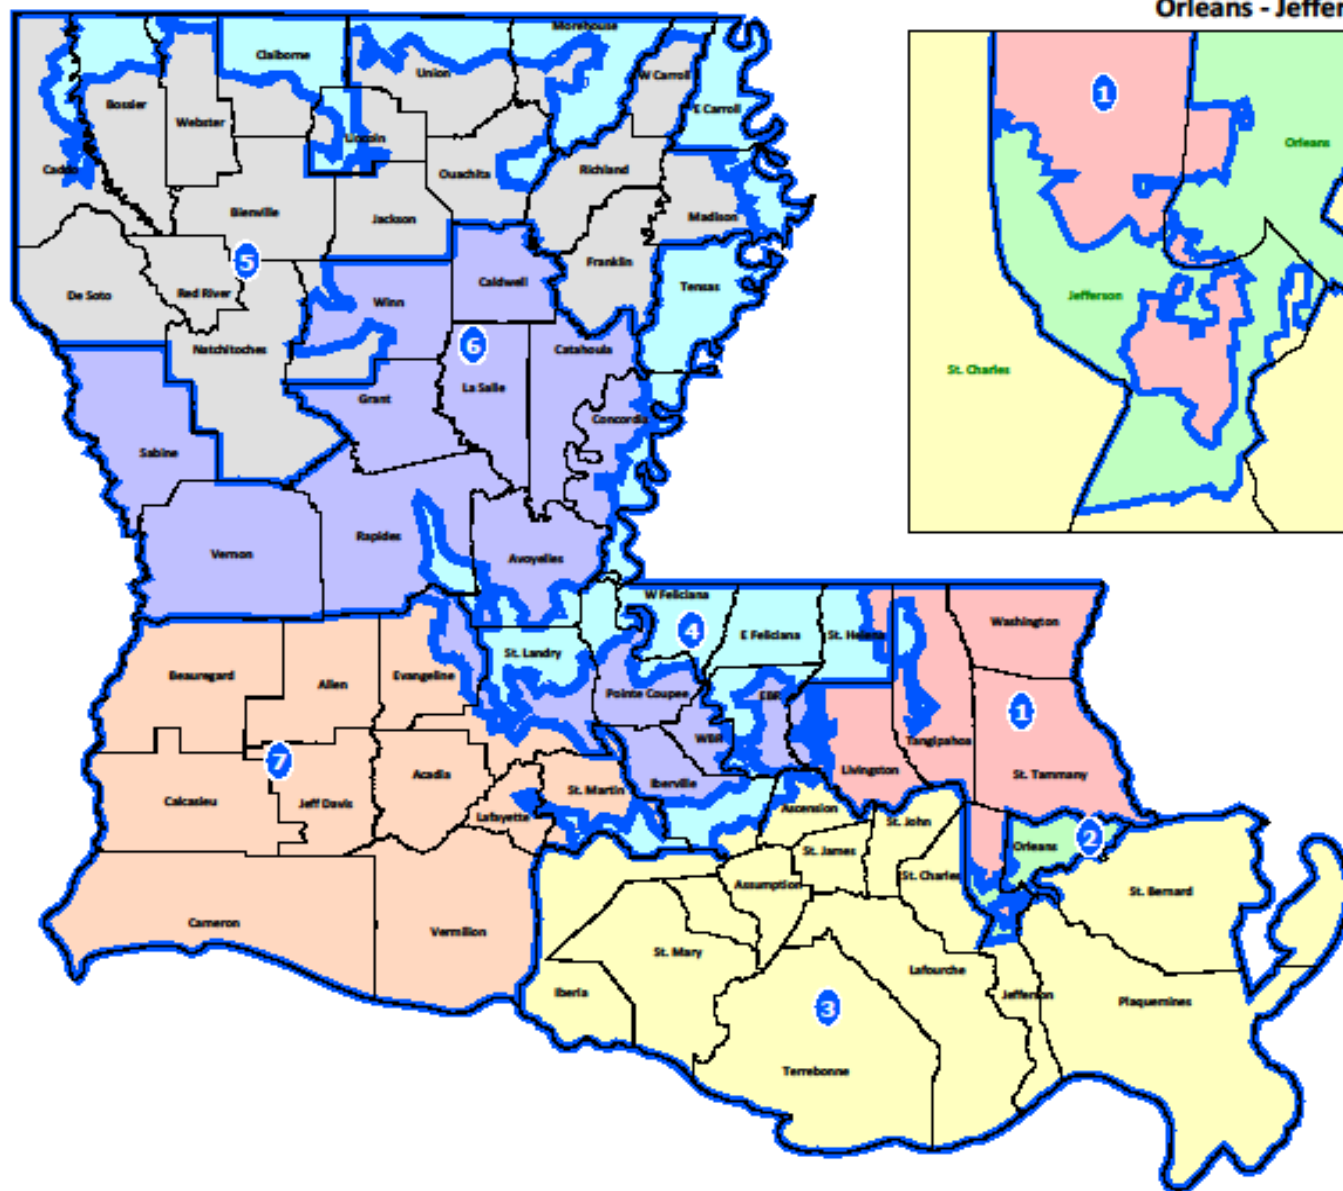 Orleans - Jeffer
Morehouse
Claiborne
Union
W Carroll
Bossier
E Carroll
Webster
Lincoln
Caddo
Ouachita
Richland
Bienville
Jackson
Madison
5
Franklin
De Soto
Red River
Caldwell
Tensas
Winn
6
Natchitoches
Catahoula
La Salle
Grant
Concordia
Sabine
Rapides
Vernon
Avoyelles
1
Orleans
Jefferson
St. Charles
W Feliciana
4
E Feliciana
St. Helena
Washington
St. Landry
Beauregard
Allen
Evangeline
Pointe Coupee
EBR
1
WBR
Tangipahoa
7
Acadia
Livingston
St. Tammany
Iberville
St. Martin
Calcasieu
Jeff Davis
Lafayette
Ascension
St. John
2
Orleans
St. James
St. Charles
Assumption
St. Bernard
Cameron
Vermilion
St. Mary
Lafourche
Iberia
Jefferson
Plaquemines
3
Terrebonne